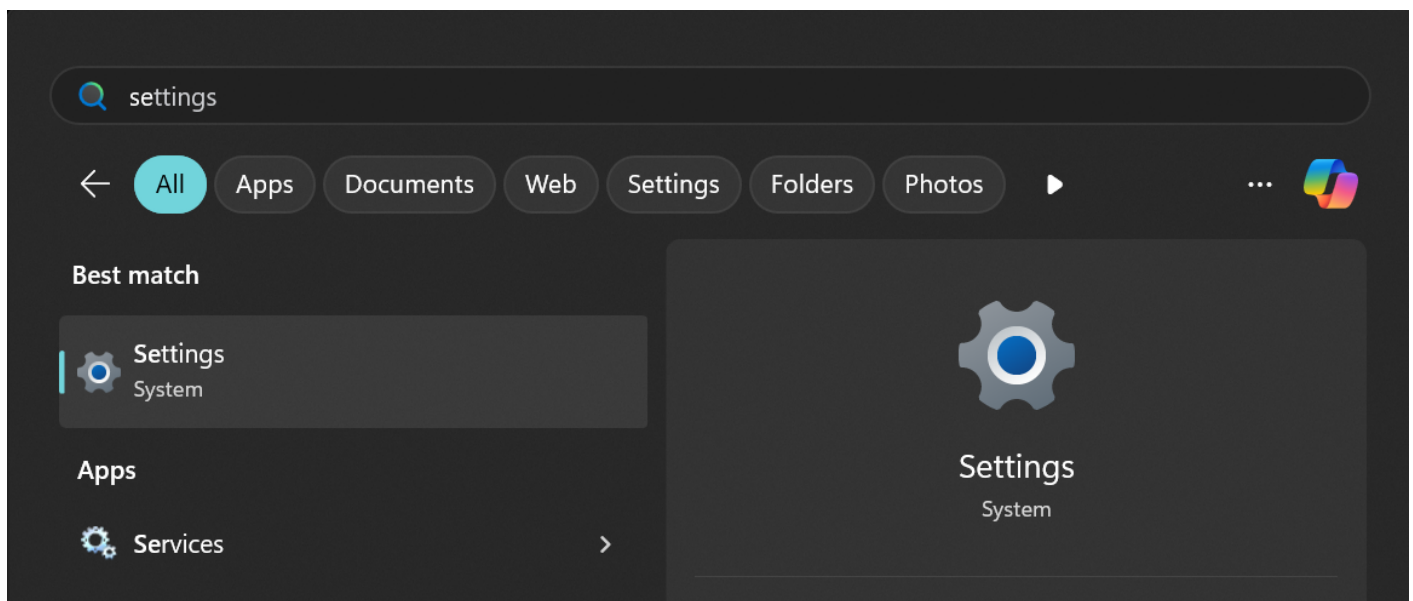 settings
All Apps Documents Web Settings Folders Photos
Best match
Settings
System
Apps
Services
Settings
System